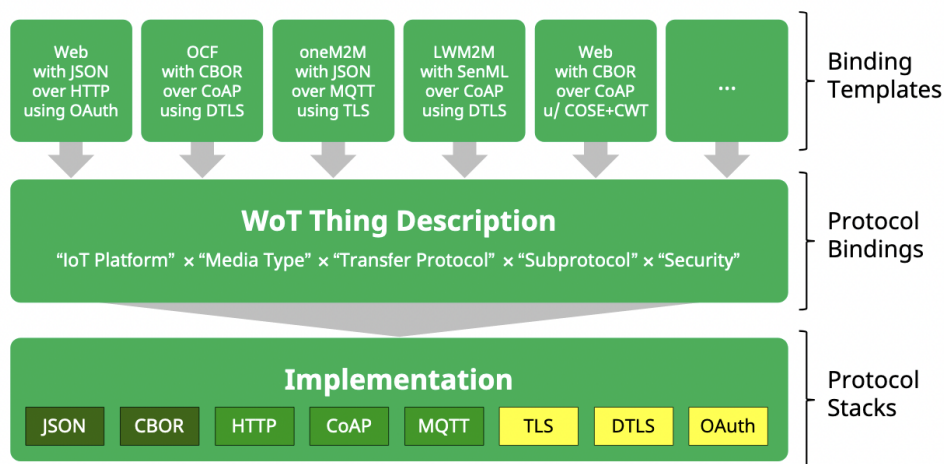 Web
with JSON
over HTTP
using OAuth
OCF
with CBOR
over CoAP
using DTLS
oneM2M
with JSON
over MQTT
using TLS
LWM2M
with SenML
over CoAP
using DTLS
Web
with CBOR
over CoAP
u/ COSE+CWT
...
Binding
Templates
WoT Thing Description
“IoT Platform” × “Media Type” × “Transfer Protocol” × “Subprotocol” × “Security”
Protocol
Bindings
Implementation
JSON CBOR HTTP CoAP MQTT TLS DTLS OAuth
Protocol
Stacks